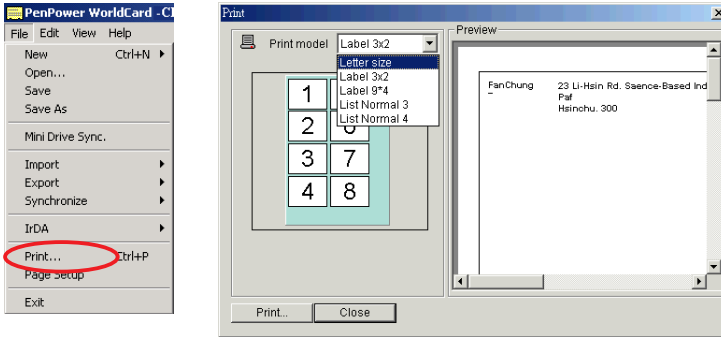 PenPower WorldCard - C
File Edit View Help
New Ctrl+N
Open...
Save
Save As
Mini Drive Sync.
Import
Export
Synchronize
IrDA
Print... Ctrl+P
Page Setup
Exit
Print
Print model Label 3x2
Letter size
Label 3x2
Label 9*4
List Normal 3
List Normal 4
1
2 6
3 7
4 8
Print... Close
Preview
FanChung 23 Li-Hsin Rd. Saence-Based Ind
Paf
Hsinchu. 300